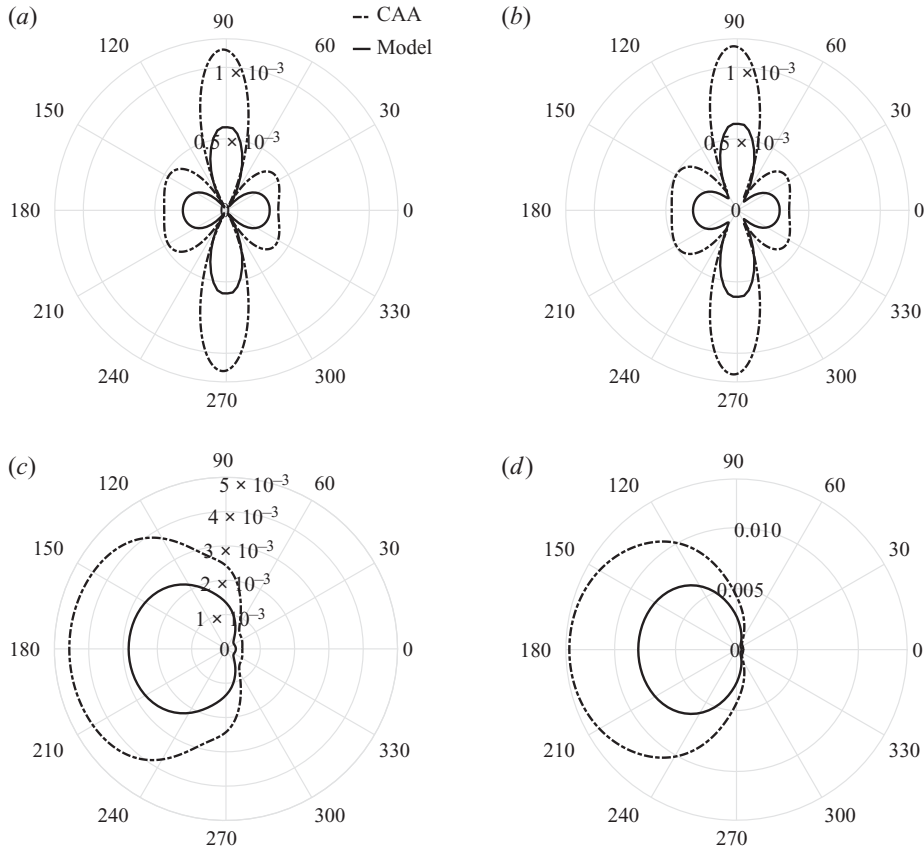 (a) 90 CAA (b) 90
120 60 Model 120 60
1 × 10⁻³ 1 × 10⁻³
150 30 150 30
0.5 × 10⁻³ 0.5 × 10⁻³
180 0 0 180 0 0
210 330 210 330
240 300 240 300
270 270
(c) 90 (d) 90
120 5 × 10⁻³ 60 120 60
4 × 10⁻³ 0.010
150 3 × 10⁻³ 30 150 30
2 × 10⁻³ 0.005
1 × 10⁻³
180 0 0 180 0 0
210 330 210 330
240 300 240 300
270 270